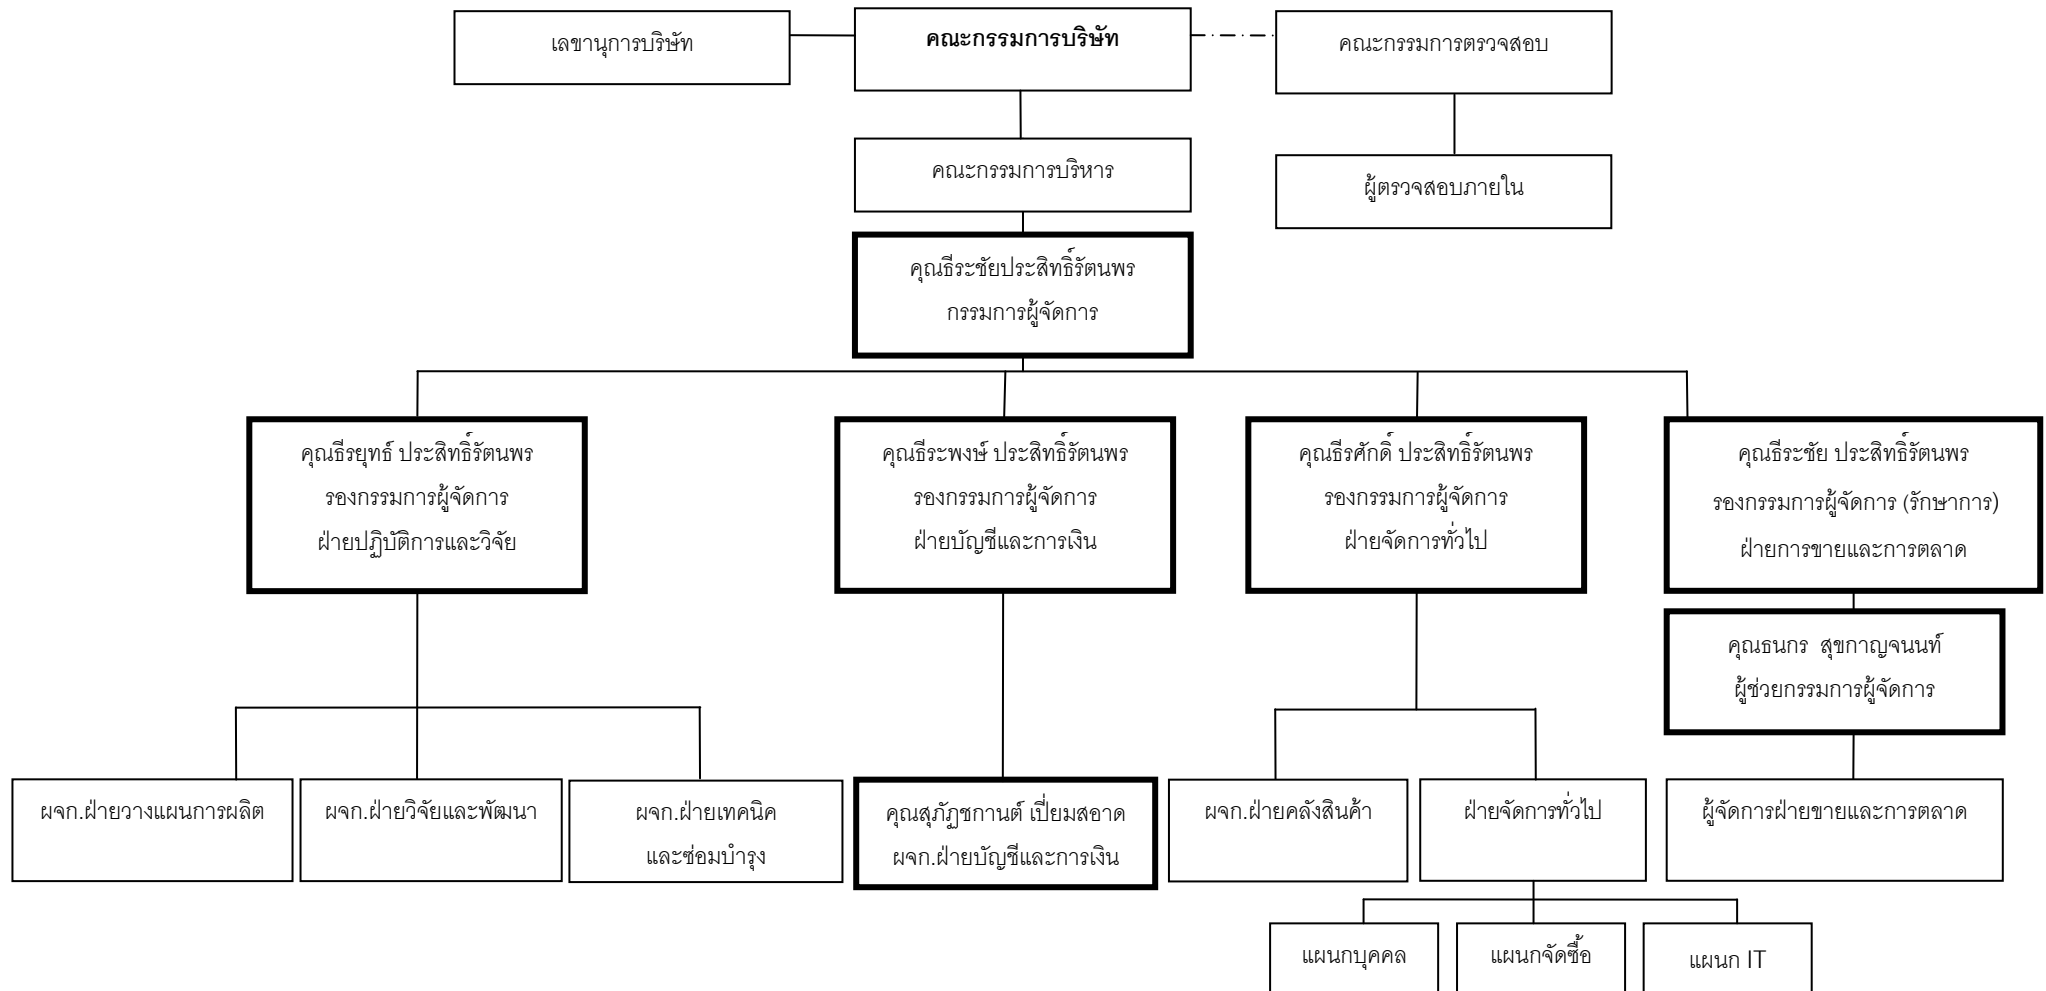 เลขานุการบริษัท
คณะกรรมการบริษัท
คณะกรรมการตรวจสอบ
คณะกรรมการบริหาร
ผู้ตรวจสอบภายใน
คุณธีระชัยประสิทธิ์รัตนพร
กรรมการผู้จัดการ
คุณธีรยุทธ์ ประสิทธิ์รัตนพร
รองกรรมการผู้จัดการ
ฝ่ายปฏิบัติการและวิจัย
คุณธีระพงษ์ ประสิทธิ์รัตนพร
รองกรรมการผู้จัดการ
ฝ่ายบัญชีและการเงิน
คุณธีรศักดิ์ ประสิทธิ์รัตนพร
รองกรรมการผู้จัดการ
ฝ่ายจัดการทั่วไป
คุณธีระชัย ประสิทธิ์รัตนพร
รองกรรมการผู้จัดการ (รักษาการ)
ฝ่ายการขายและการตลาด
คุณธนกร สุขกาญจนนท์
ผู้ช่วยกรรมการผู้จัดการ
ผจก.ฝ่ายวางแผนการผลิต
ผจก.ฝ่ายวิจัยและพัฒนา
ผจก.ฝ่ายเทคนิค
และซ่อมบำรุง
คุณสุภัฏชกานต์ เปี่ยมสอาด
ผจก.ฝ่ายบัญชีและการเงิน
ผจก.ฝ่ายคลังสินค้า
ฝ่ายจัดการทั่วไป
ผู้จัดการฝ่ายขายและการตลาด
แผนกบุคคล
แผนกจัดซื้อ
แผนก IT